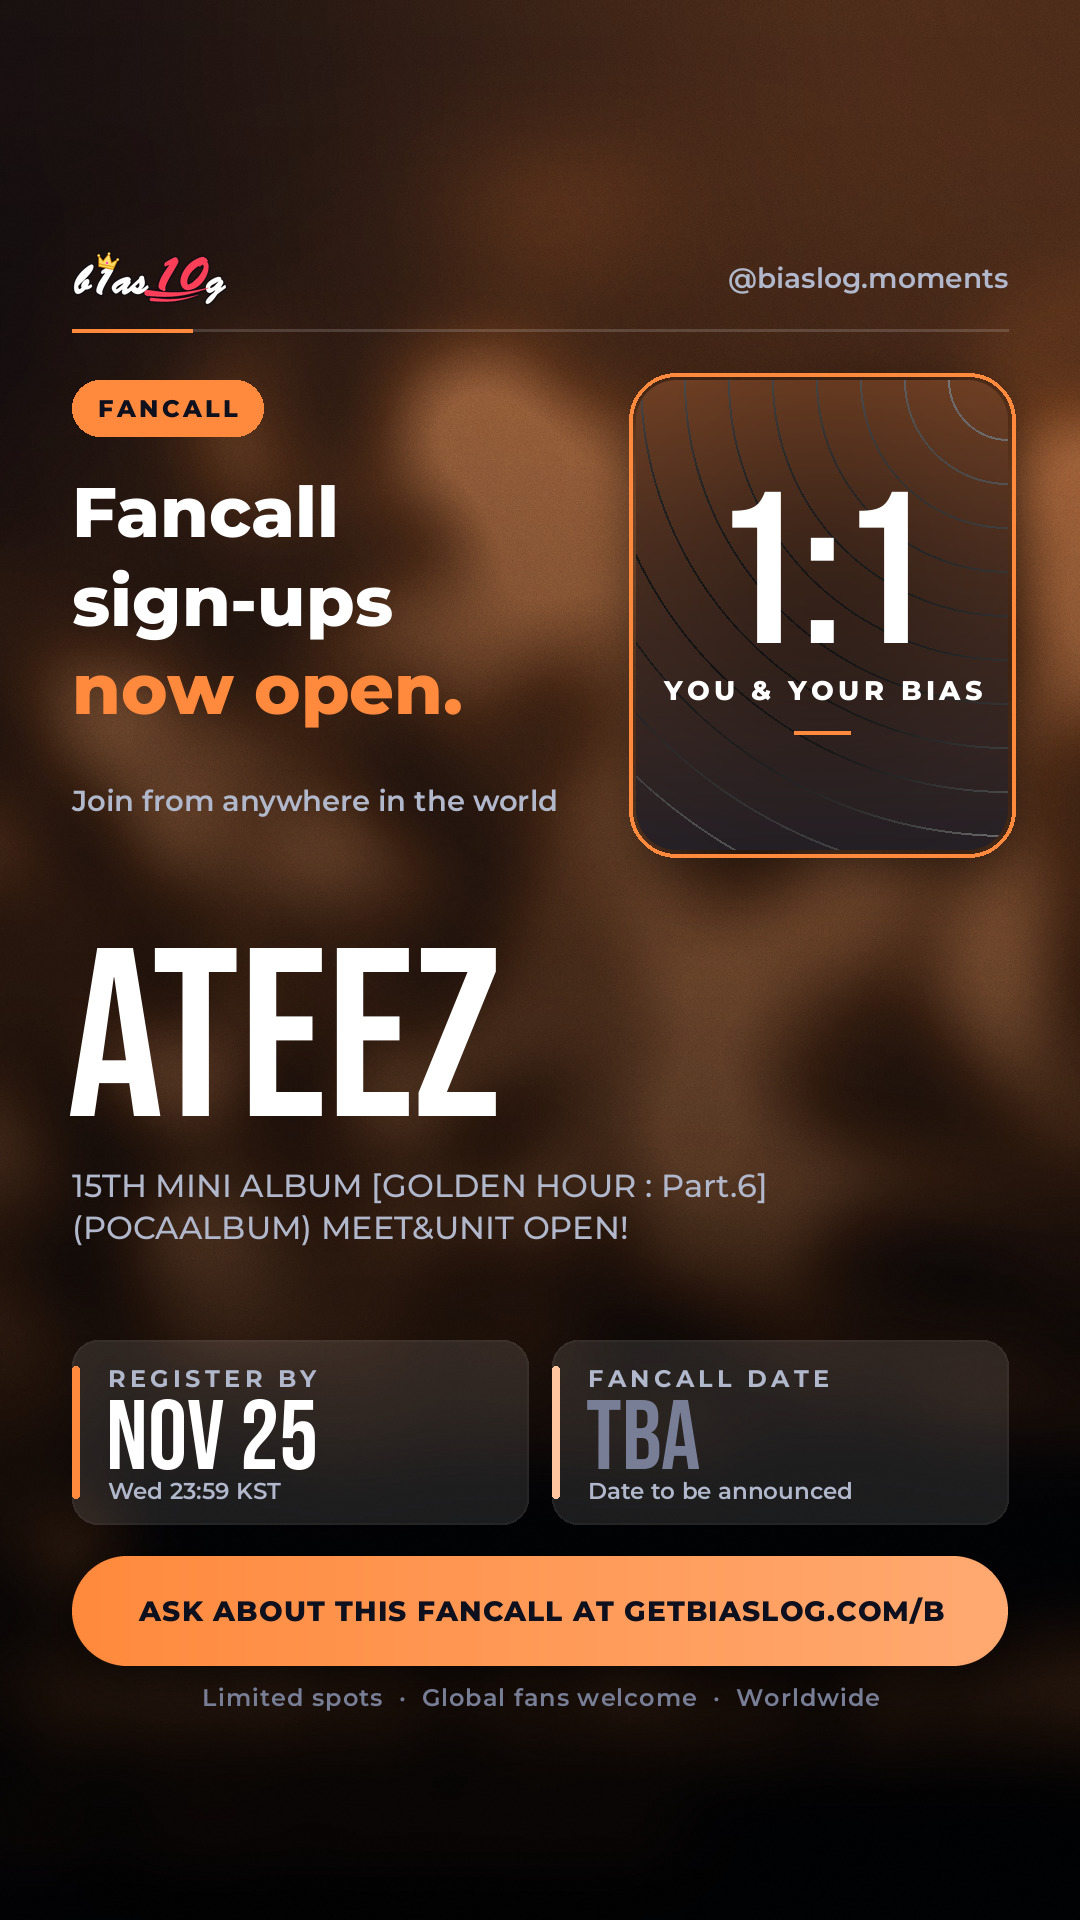 b1as10g
@biaslog.moments
FANCALL
Fancall
sign-ups
now open.
Join from anywhere in the world
1:1
YOU & YOUR BIAS
ATEEZ
15TH MINI ALBUM [GOLDEN HOUR : Part.6]
(POCAALBUM) MEET&UNIT OPEN!
REGISTER BY
NOV 25
Wed 23:59 KST
FANCALL DATE
TBA
Date to be announced
ASK ABOUT THIS FANCALL AT GETBIASLOG.COM/B
Limited spots · Global fans welcome · Worldwide